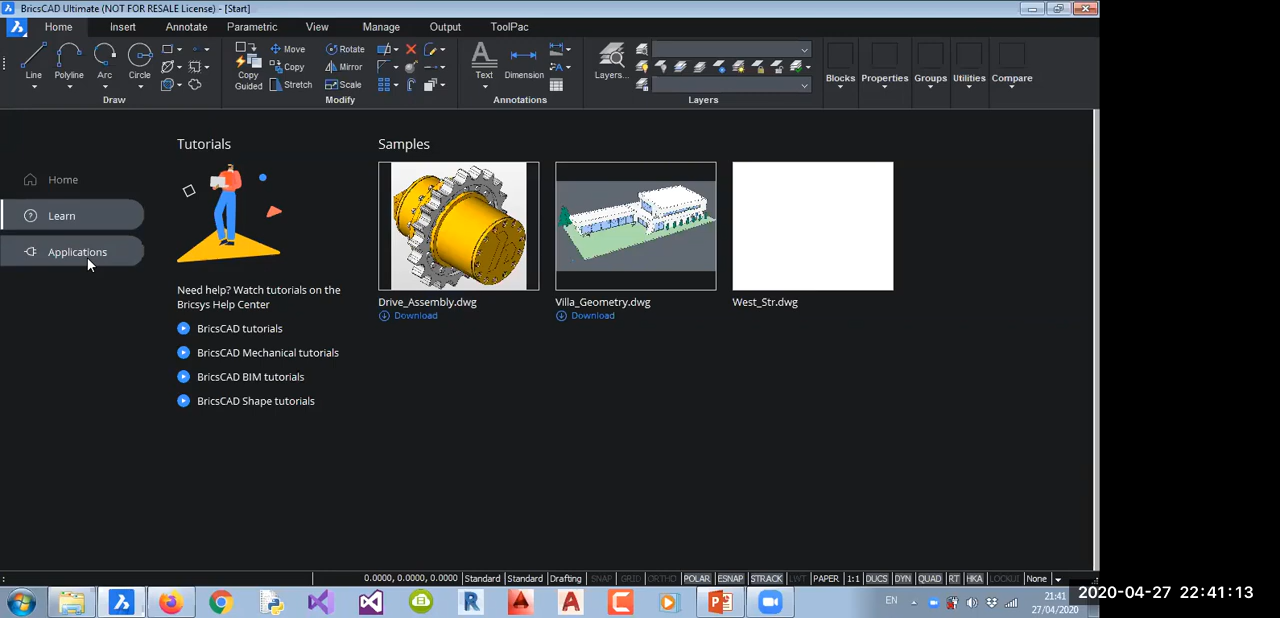 BricsCAD Ultimate (NOT FOR RESALE License) - [Start]
Home Insert Annotate Parametric View Manage Output ToolPac
Line Polyline Arc Circle
Draw
Copy Guided
Move Rotate
Copy Mirror
Stretch Scale
Modify
Text Dimension
Annotations
Layers...
Layers
Blocks Properties Groups Utilities Compare
Home
Learn
Applications
Tutorials
Need help? Watch tutorials on the
Bricsys Help Center
BricsCAD tutorials
BricsCAD Mechanical tutorials
BricsCAD BIM tutorials
BricsCAD Shape tutorials
Samples
Drive_Assembly.dwg
Download
Villa_Geometry.dwg
Download
West_Str.dwg
: 0.0000, 0.0000, 0.0000 Standard Standard Drafting SNAP GRID ORTHO POLAR ESNAP STRACK LWT PAPER 1:1 DUCS DYN QUAD RT HKA LOCKUI None
EN
21:41
27/04/2020
2020-04-27 22:41:13